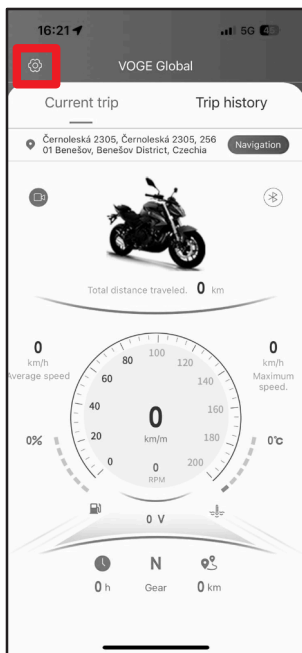 16:21
5G
VOGE Global
Current trip
Trip history
Černoleská 2305, Černoleská 2305, 256
01 Benešov, Benešov District, Czechia
Navigation
Total distance traveled. 0 km
0
km/h
Average speed
0
km/h
Maximum
speed.
0
20
40
60
80
100
120
140
160
180
200
0
km/m
0
RPM
0%
0°C
0 V
0 h
N
Gear
0 km